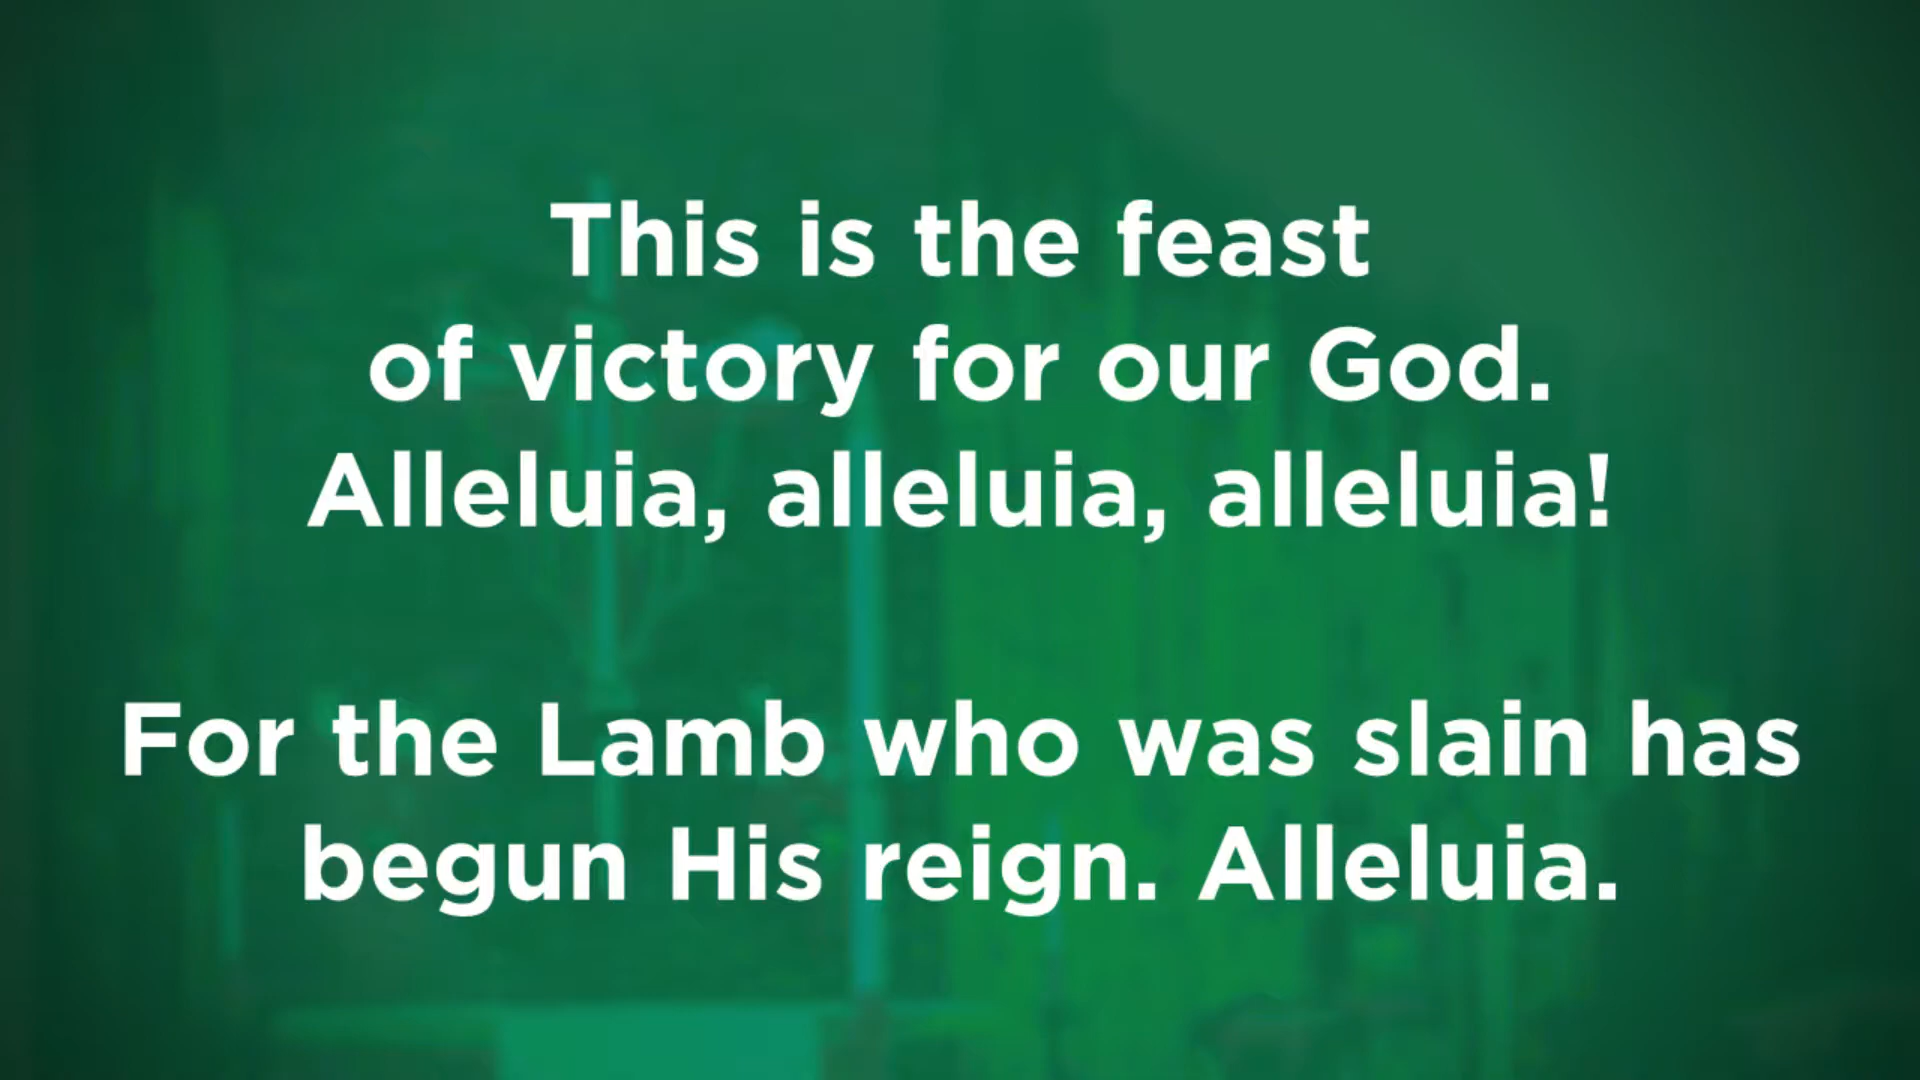 This is the feast
of victory for our God.
Alleluia, alleluia, alleluia!
For the Lamb who was slain has
begun His reign. Alleluia.